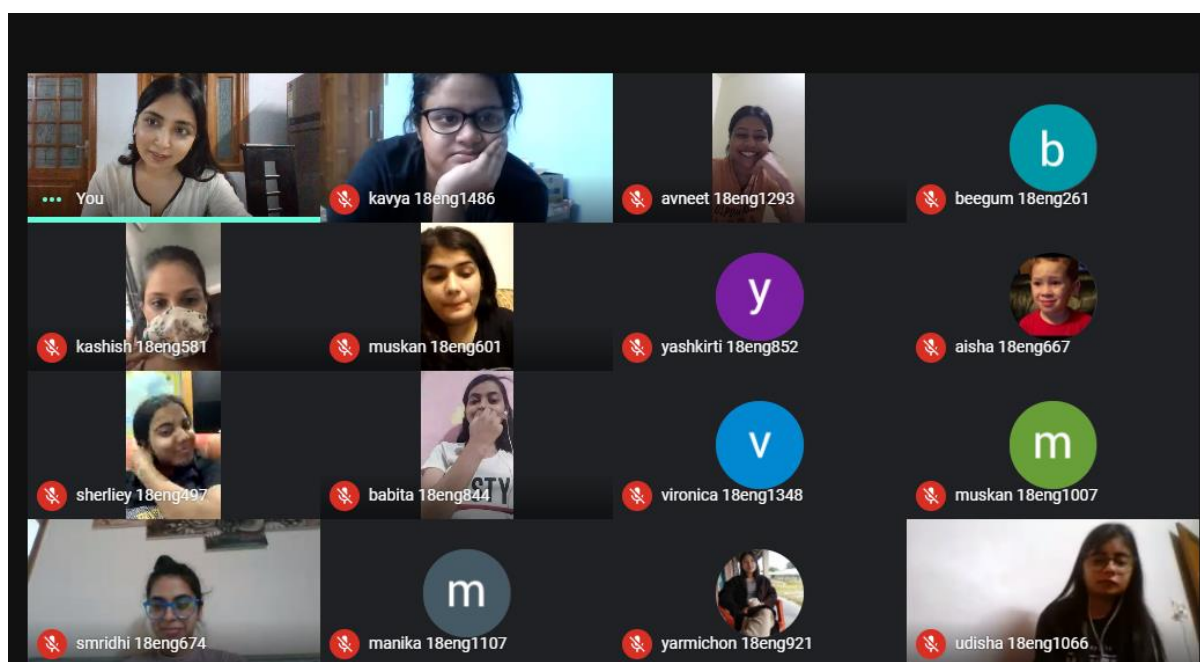 You
kavya 18eng1486
avneet 18eng1293
b
beegum 18eng261
kashish 18eng581
muskan 18eng601
y
yashkirti 18eng852
aisha 18eng667
sherliey 18eng497
STY
babita 18eng844
v
vironica 18eng1348
m
muskan 18eng1007
smridhi 18eng674
m
manika 18eng1107
yarmichon 18eng921
udisha 18eng1066